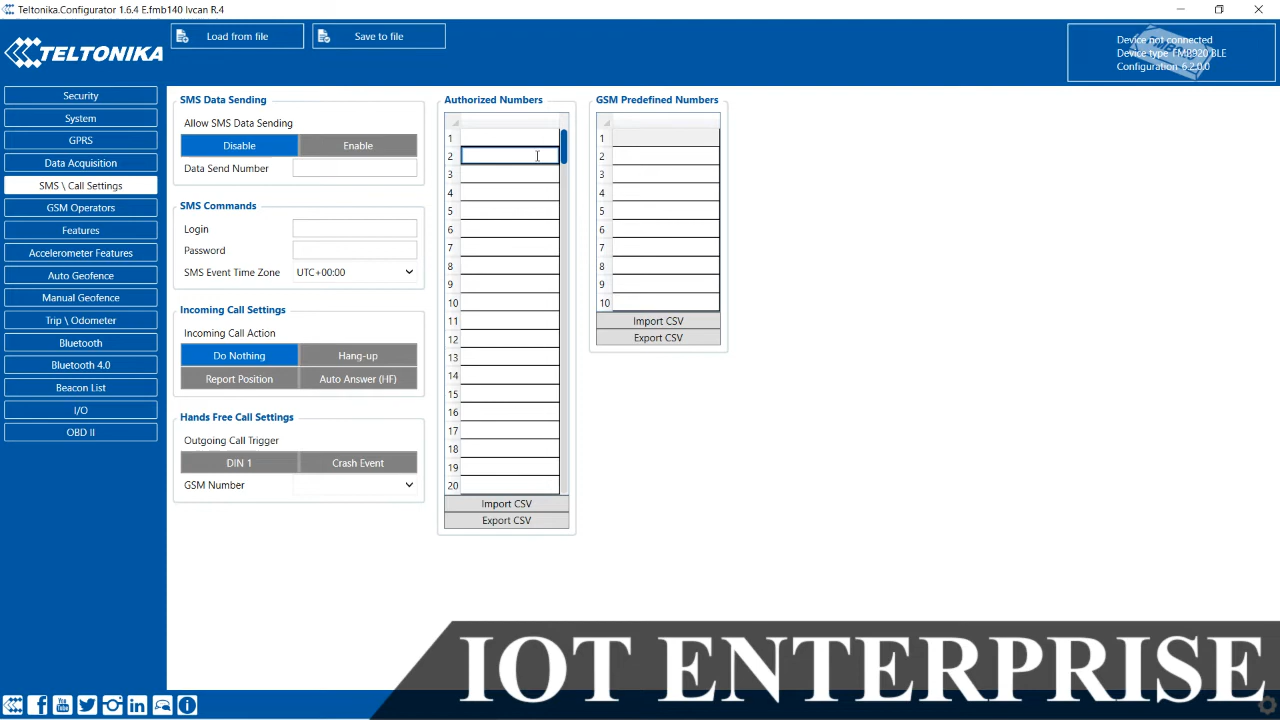 Teltonika.Configurator 1.6.4 E.fmb140 lvcan R.4
TELTONIKA
Load from file
Save to file
Device not connected
Device type FMB920 BLE
Configuration 6.2.0.0
Security
System
GPRS
Data Acquisition
SMS \ Call Settings
GSM Operators
Features
Accelerometer Features
Auto Geofence
Manual Geofence
Trip \ Odometer
Bluetooth
Bluetooth 4.0
Beacon List
I/O
OBD II
SMS Data Sending
Allow SMS Data Sending
Disable Enable
Data Send Number
SMS Commands
Login
Password
SMS Event Time Zone UTC+00:00
Incoming Call Settings
Incoming Call Action
Do Nothing Hang-up
Report Position Auto Answer (HF)
Hands Free Call Settings
Outgoing Call Trigger
DIN 1 Crash Event
GSM Number
Authorized Numbers
1
2
3
4
5
6
7
8
9
10
11
12
13
14
15
16
17
18
19
20
Import CSV
Export CSV
GSM Predefined Numbers
1
2
3
4
5
6
7
8
9
10
Import CSV
Export CSV
IOT ENTERPRISE